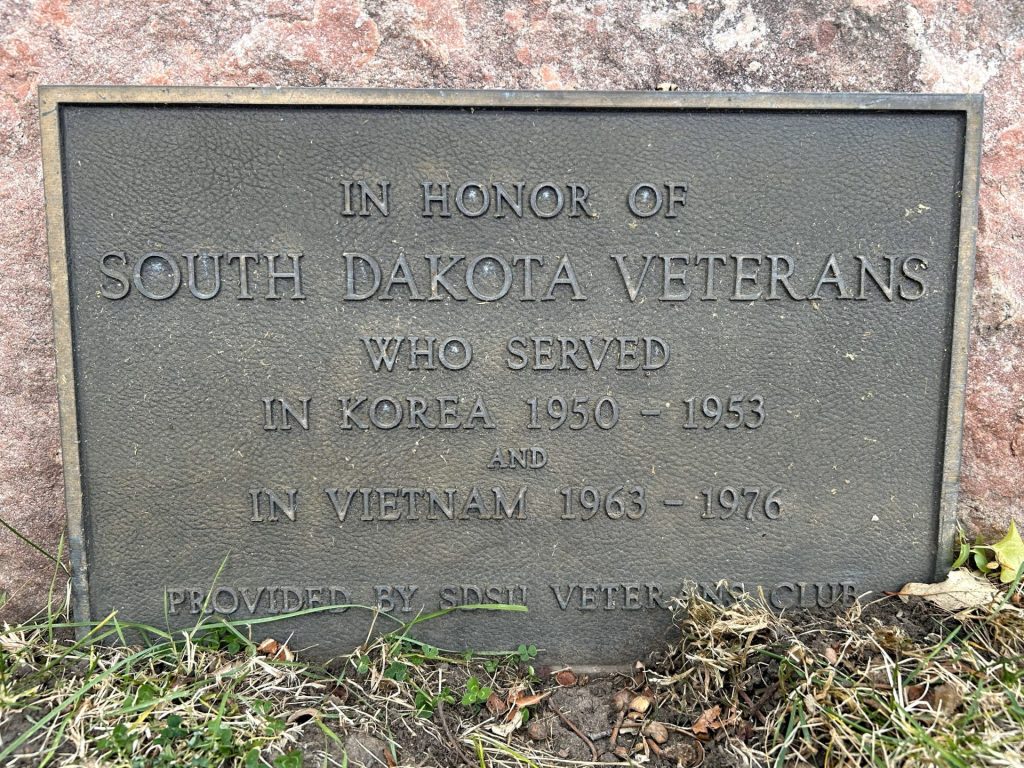 IN HONOR OF
SOUTH DAKOTA VETERANS
WHO SERVED
IN KOREA 1950 - 1953
AND
IN VIETNAM 1963 - 1976
PROVIDED BY SDSU VETERANS CLUB